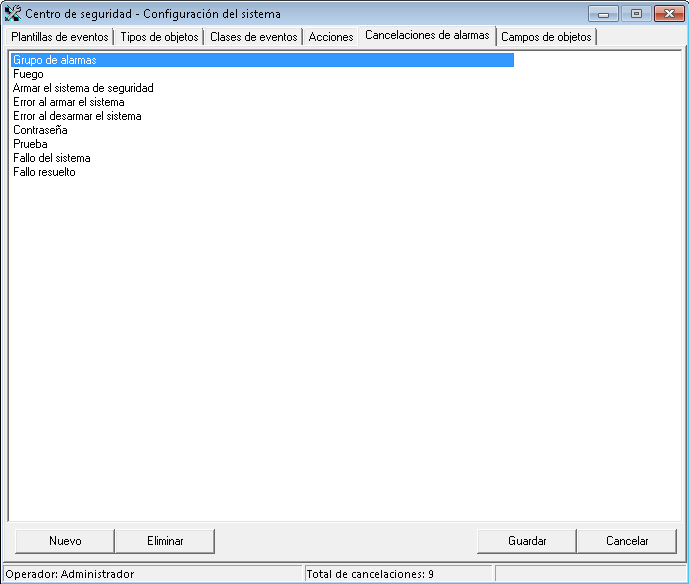 Centro de seguridad - Configuración del sistema
Plantillas de eventos Tipos de objetos Clases de eventos Acciones Cancelaciones de alarmas Campos de objetos
Grupo de alarmas
Fuego
Armar el sistema de seguridad
Error al armar el sistema
Error al desarmar el sistema
Contraseña
Prueba
Fallo del sistema
Fallo resuelto
Nuevo Eliminar Guardar Cancelar
Operador: Administrador Total de cancelaciones: 9